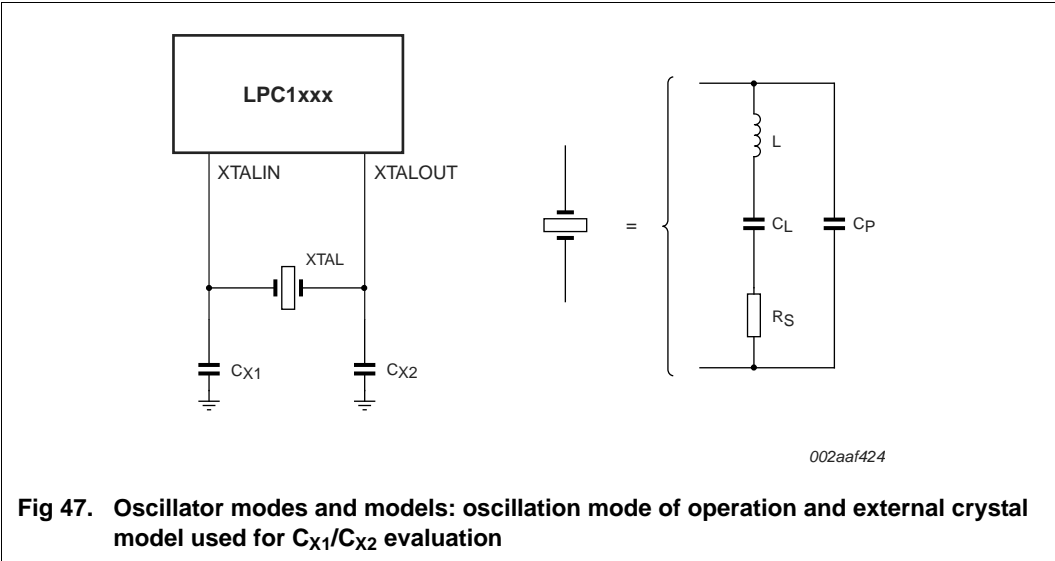 LPC1xxx
XTALIN
XTALOUT
XTAL
CX1
CX2
=
L
CL
CP
RS
002aaf424
Fig 47. Oscillator modes and models: oscillation mode of operation and external crystal
model used for CX1/CX2 evaluation